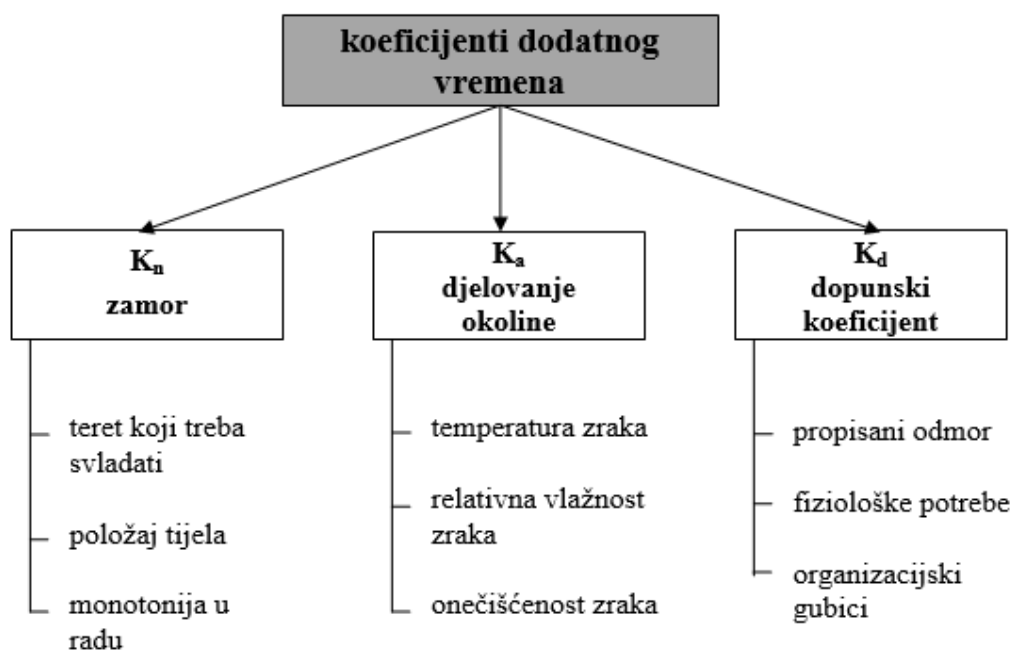 koeficijenti dodatnog
vremena
Kₙ
zamor
teret koji treba
svladati
položaj tijela
monotonija u
radu
Kₐ
djelovanje
okoline
temperatura zraka
relativna vlažnost
zraka
onečišćenost zraka
K_d
dopunski
koeficijent
propisani odmor
fiziološke potrebe
organizacijski
gubici